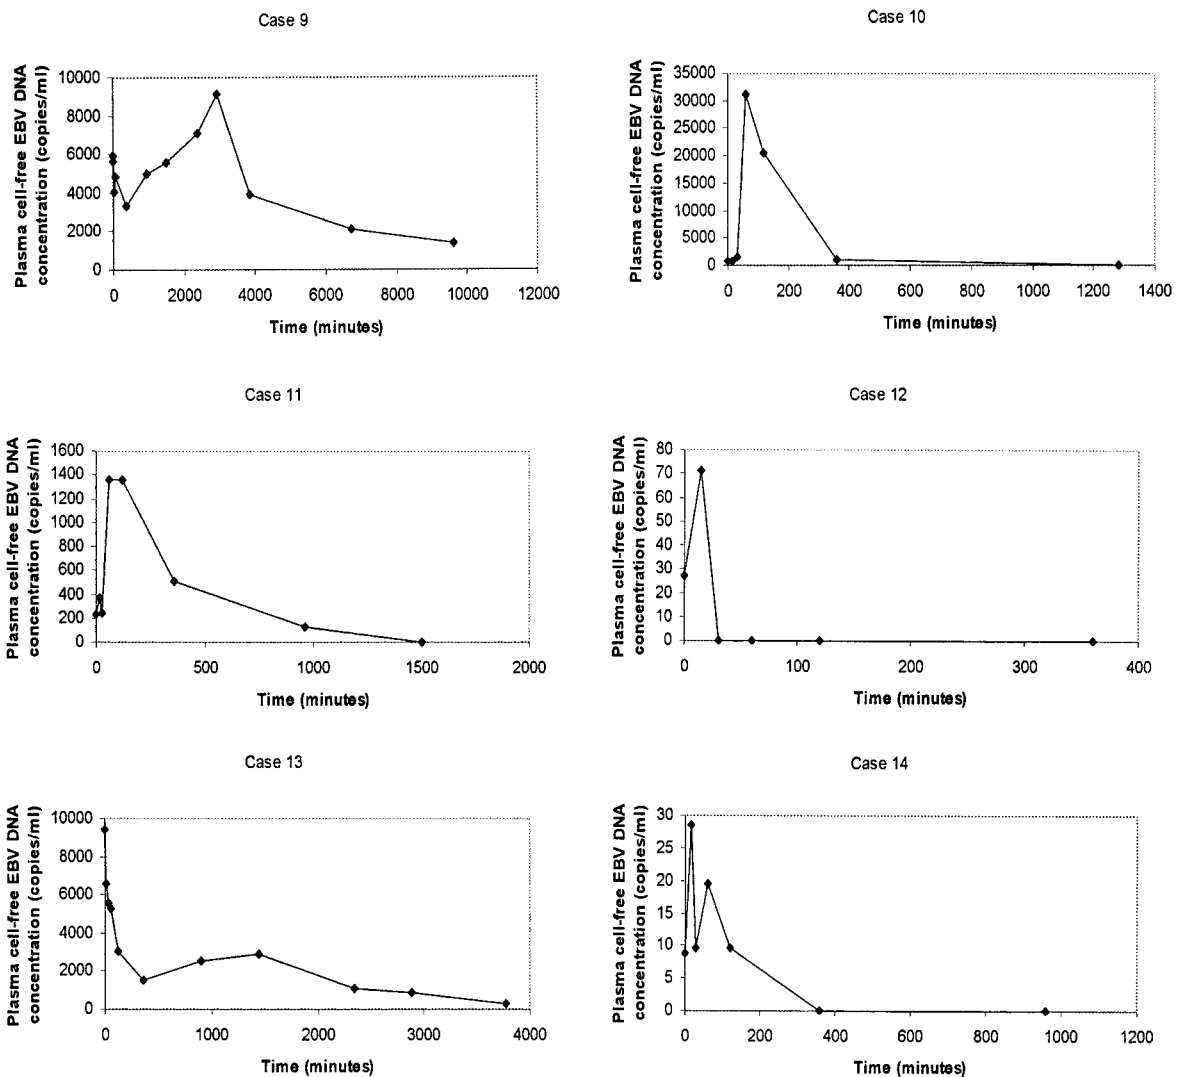 Case 9
Plasma cell-free EBV DNA
concentration (copies/ml)
10000
8000
6000
4000
2000
0
0 2000 4000 6000 8000 10000 12000
Time (minutes)
Case 10
Plasma cell-free EBV DNA
concentration (copies/ml)
35000
30000
25000
20000
15000
10000
5000
0
0 200 400 600 800 1000 1200 1400
Time (minutes)
Case 11
Plasma cell-free EBV DNA
concentration (copies/ml)
1600
1400
1200
1000
800
600
400
200
0
0 500 1000 1500 2000
Time (minutes)
Case 12
Plasma cell-free EBV DNA
concentration (copies/ml)
80
70
60
50
40
30
20
10
0
0 100 200 300 400
Time (minutes)
Case 13
Plasma cell-free EBV DNA
concentration (copies/ml)
10000
8000
6000
4000
2000
0
0 1000 2000 3000 4000
Time (minutes)
Case 14
Plasma cell-free EBV DNA
concentration (copies/ml)
30
25
20
15
10
5
0
0 200 400 600 800 1000 1200
Time (minutes)